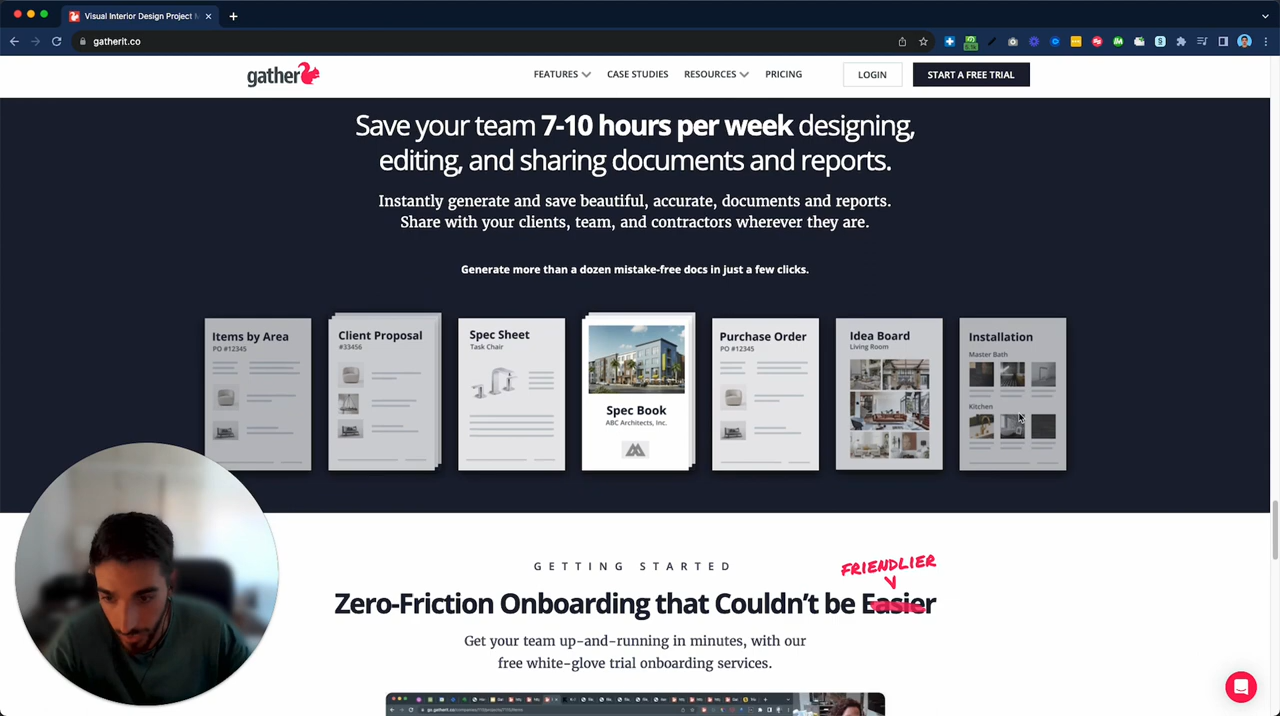 Visual Interior Design Project M
gatherit.co
gather
FEATURES
CASE STUDIES
RESOURCES
PRICING
LOGIN
START A FREE TRIAL
Save your team 7-10 hours per week designing,
editing, and sharing documents and reports.
Instantly generate and save beautiful, accurate, documents and reports.
Share with your clients, team, and contractors wherever they are.
Generate more than a dozen mistake-free docs in just a few clicks.
Items by Area
PO #12345
Client Proposal
#33456
Spec Sheet
Task Chair
Spec Book
ABC Architects, Inc.
Purchase Order
PO #12345
Idea Board
Living Room
Installation
Master Bath
Kitchen
GETTING STARTED
FRIENDLIER
Zero-Friction Onboarding that Couldn't be Easier
Get your team up-and-running in minutes, with our
free white-glove trial onboarding services.